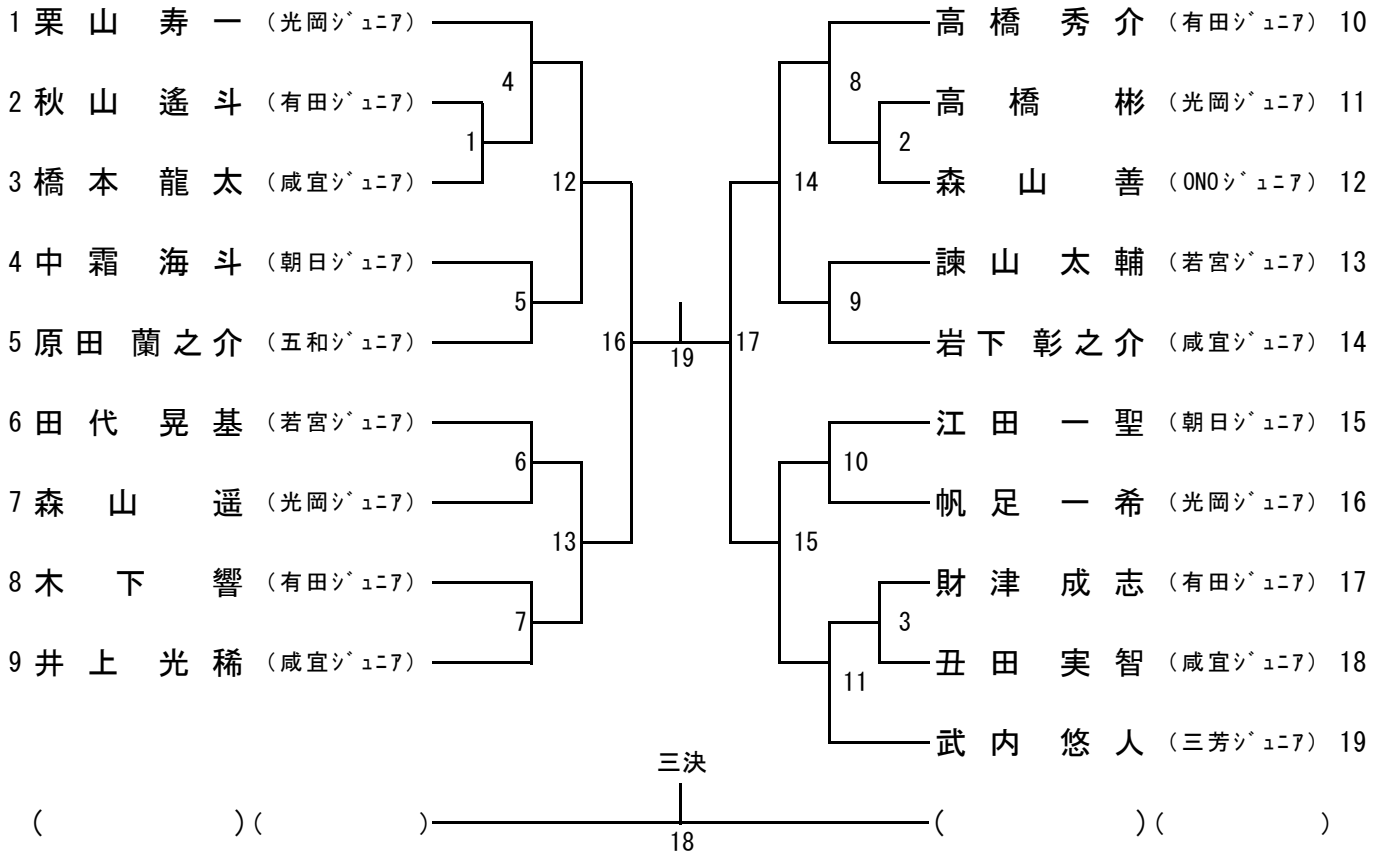 1 栗山 寿一 (光岡ｼﾞｭﾆｱ)
2 秋山 遙斗 (有田ｼﾞｭﾆｱ)
3 橋本 龍太 (咸宜ｼﾞｭﾆｱ)
4 中霜 海斗 (朝日ｼﾞｭﾆｱ)
5 原田 蘭之介 (五和ｼﾞｭﾆｱ)
6 田代 晃基 (若宮ｼﾞｭﾆｱ)
7 森山 遥 (光岡ｼﾞｭﾆｱ)
8 木下 響 (有田ｼﾞｭﾆｱ)
9 井上 光稀 (咸宜ｼﾞｭﾆｱ)
4
1
12
5
16
6
13
7
19
17
14
8
2
9
10
15
3
11
高橋 秀介 (有田ｼﾞｭﾆｱ) 10
高橋 彬 (光岡ｼﾞｭﾆｱ) 11
森山 善 (ONOｼﾞｭﾆｱ) 12
諫山 太輔 (若宮ｼﾞｭﾆｱ) 13
岩下 彰之介 (咸宜ｼﾞｭﾆｱ) 14
江田 一聖 (朝日ｼﾞｭﾆｱ) 15
帆足 一希 (光岡ｼﾞｭﾆｱ) 16
財津 成志 (有田ｼﾞｭﾆｱ) 17
丑田 実智 (咸宜ｼﾞｭﾆｱ) 18
武内 悠人 (三芳ｼﾞｭﾆｱ) 19
三決
( ) ( ) ( ) ( )
18